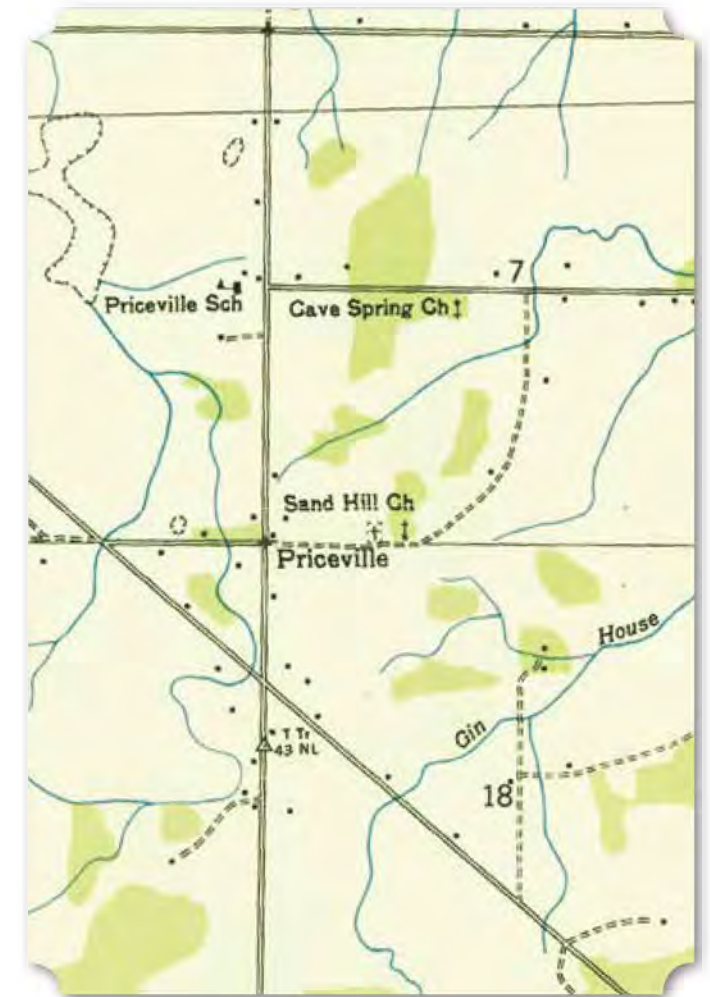 7
Priceville Sch
Cave Spring Ch
Sand Hill Ch
Priceville
House
Gin
T Tr
43 NL
18